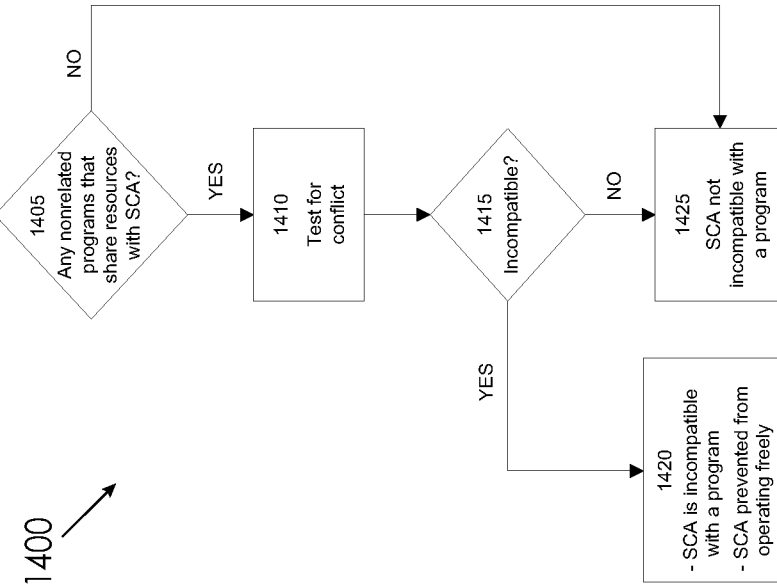 1400
1405
Any nonrelated
programs that
share resources
with SCA?
NO
YES
1410
Test for
conflict
1415
Incompatible?
YES
NO
1420
- SCA is incompatible
with a program
- SCA prevented from
operating freely
1425
SCA not
incompatible with
a program